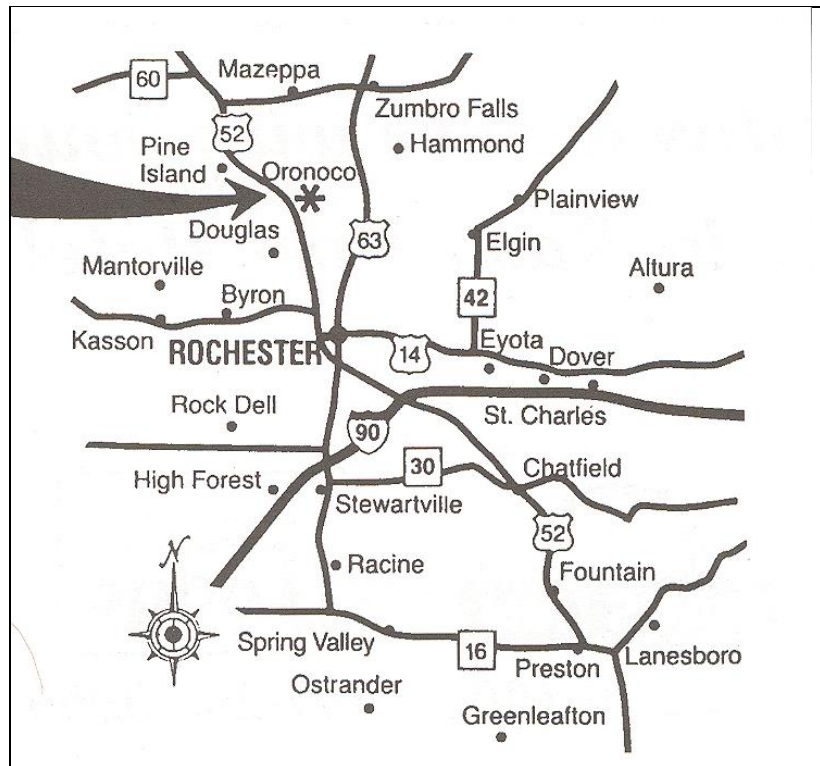 60
Mazeppa
52
Zumbro Falls
Hammond
Pine
Island
Oronoco
Plainview
Douglas
63
Elgin
Mantorville
Altura
Byron
42
Kasson
ROCHESTER
14
Eyota
Dover
Rock Dell
90
St. Charles
High Forest
30
Chatfield
Stewartville
52
N
Racine
Fountain
Spring Valley
16
Preston
Lanesboro
Ostrander
Greenleafton